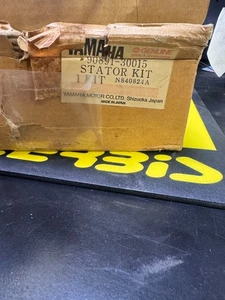 YAMAHA GENUINE
90891-30015
STATOR KIT
1 KIT N840824A
YAMAHA MOTOR CO., LTD. Shizuoka, Japan
MADE IN JAPAN